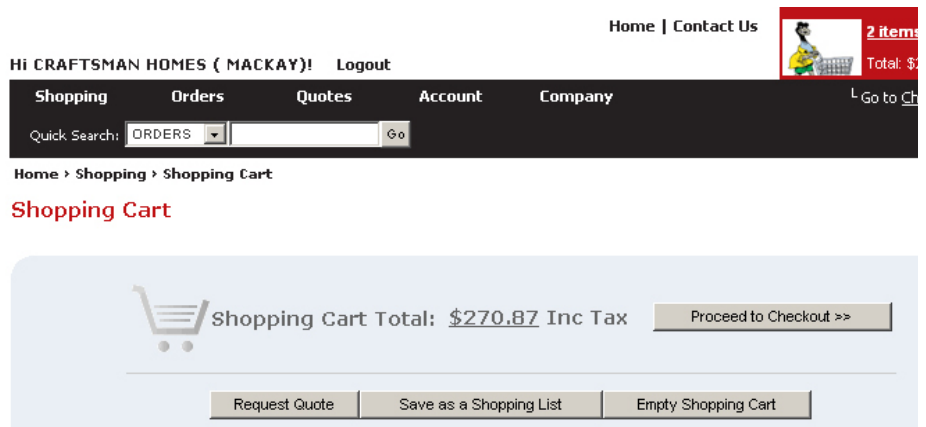 Home | Contact Us
2 items
Hi CRAFTSMAN HOMES ( MACKAY)! Logout
Total: $
Shopping Orders Quotes Account Company
└ Go to Ch
Quick Search: ORDERS Go
Home › Shopping › Shopping Cart
Shopping Cart
Shopping Cart Total: $270.87 Inc Tax
Proceed to Checkout >>
Request Quote Save as a Shopping List Empty Shopping Cart